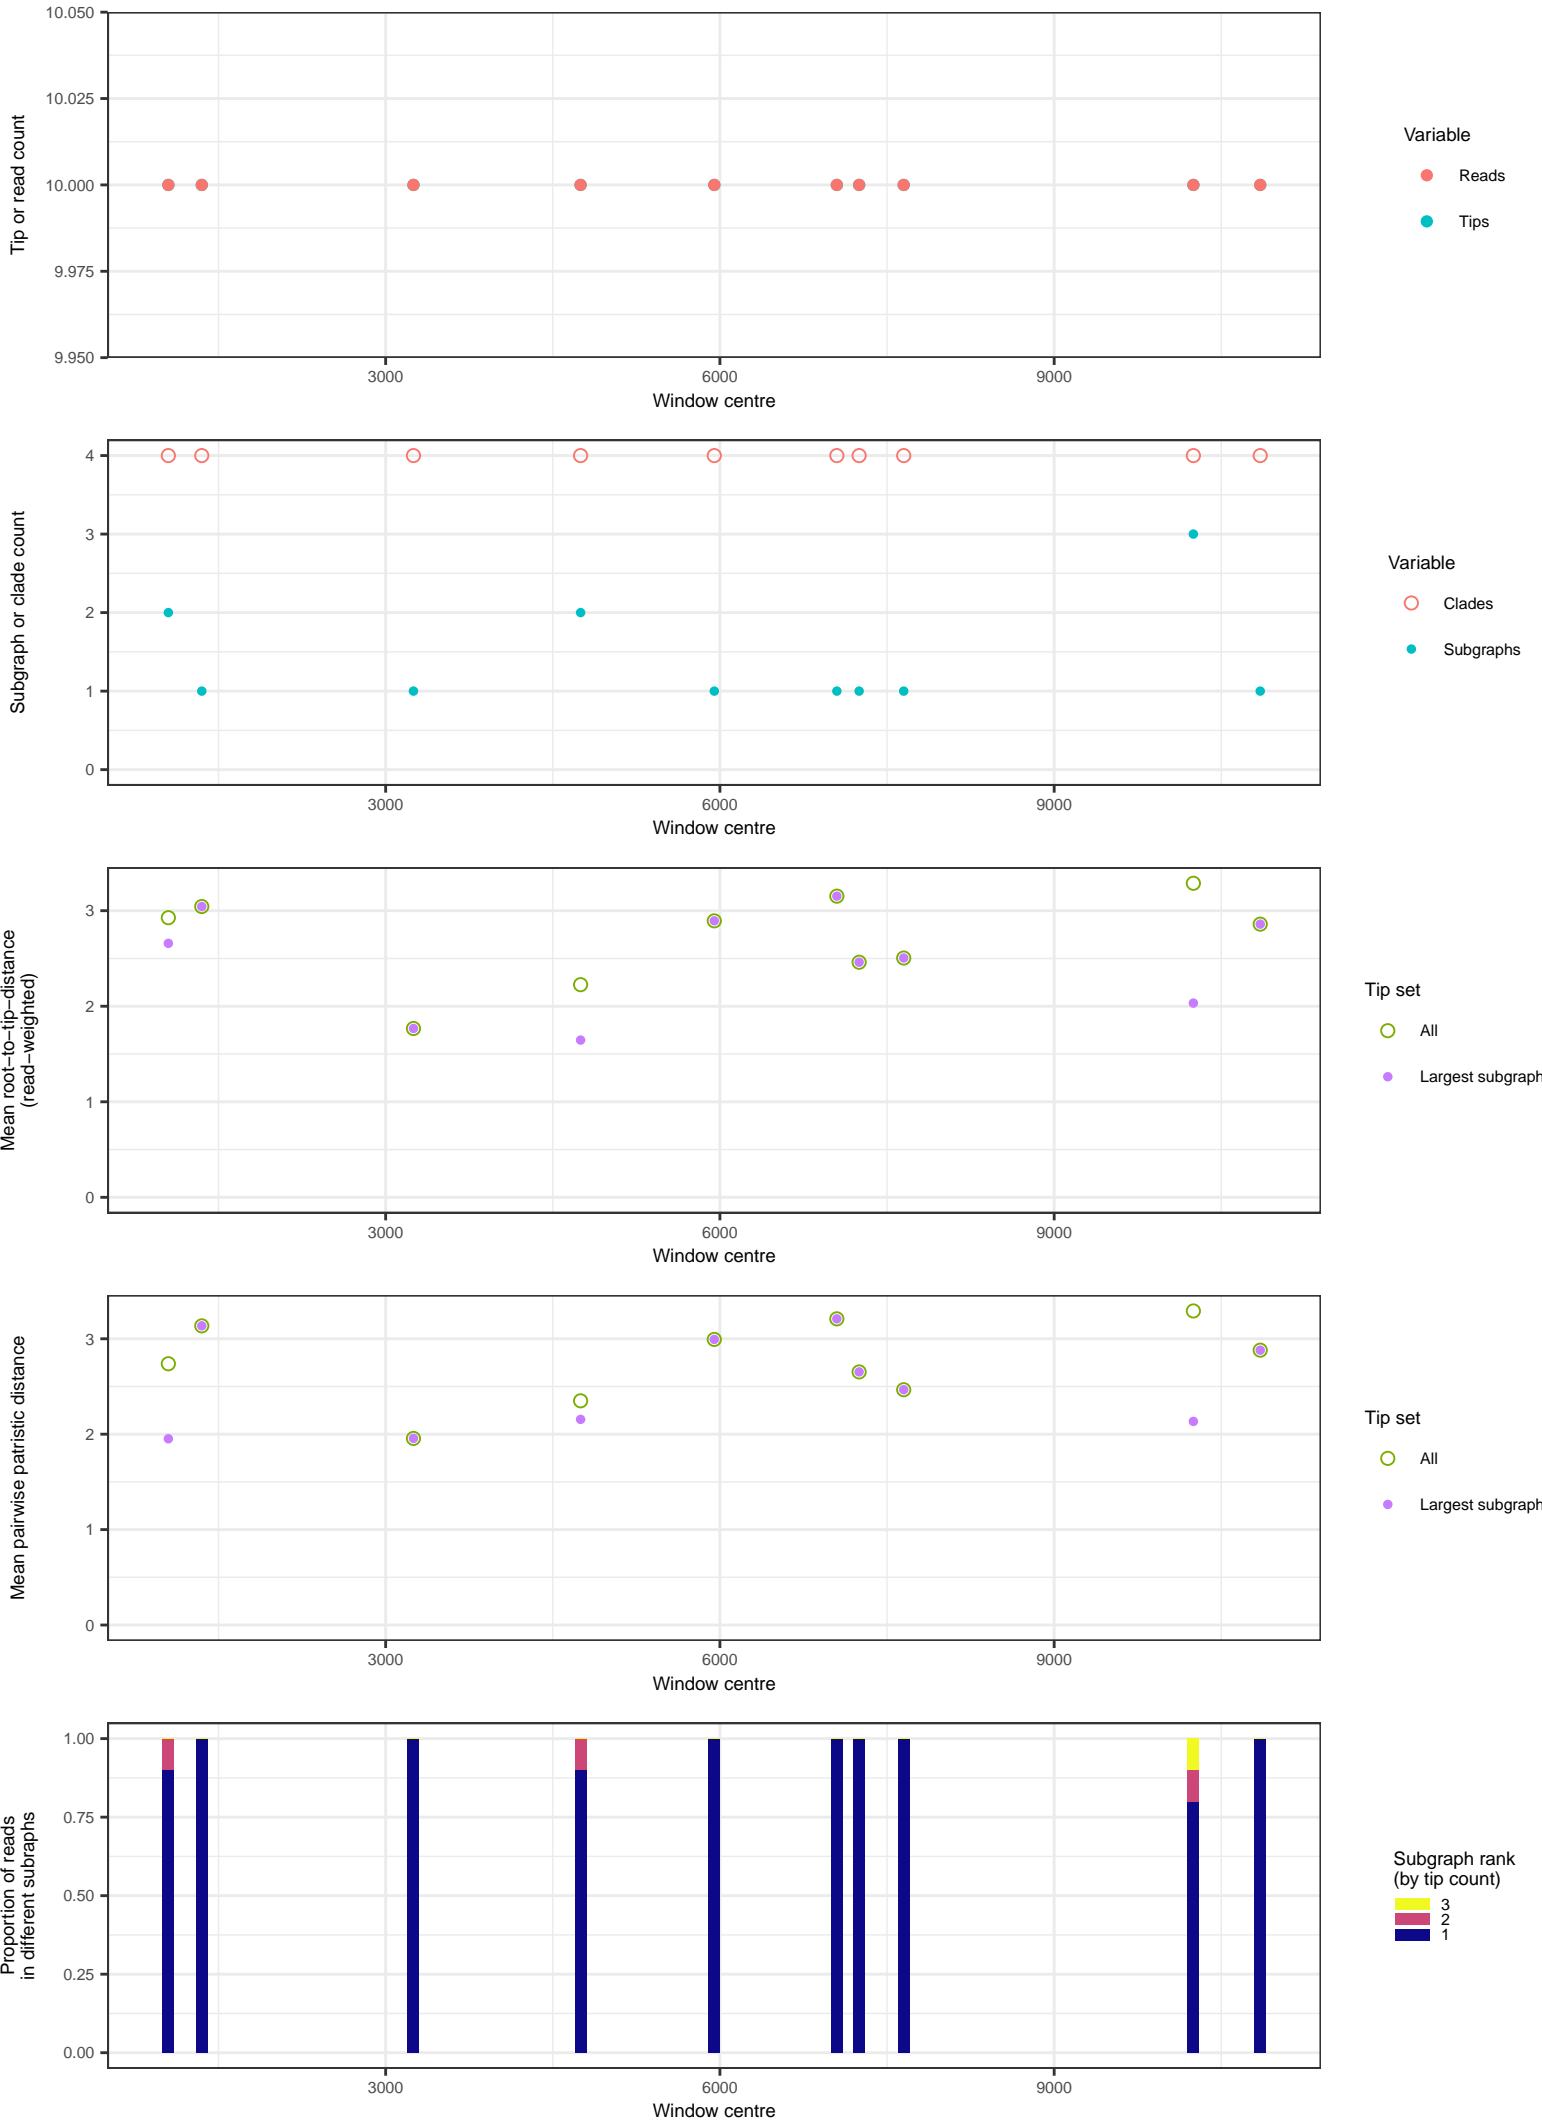 10.050
10.025
10.000
9.975
9.950
Tip or read count
3000
6000
9000
Window centre
Variable
Reads
Tips
4
3
2
1
0
Subgraph or clade count
3000
6000
9000
Window centre
Variable
Clades
Subgraphs
3
2
1
0
Mean root−to−tip−distance
(read−weighted)
3000
6000
9000
Window centre
Tip set
All
Largest subgraph
3
2
1
0
Mean pairwise patristic distance
3000
6000
9000
Window centre
Tip set
All
Largest subgraph
1.00
0.75
0.50
0.25
0.00
Proportion of reads
in different subraphs
3000
6000
9000
Window centre
Subgraph rank
(by tip count)
3
2
1